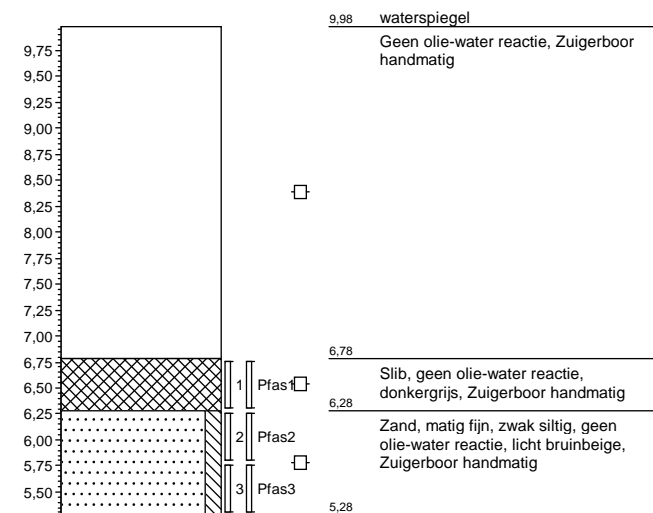 9,98 waterspiegel
Geen olie-water reactie, Zuigerboor
handmatig
9,75
9,50
9,25
9,00
8,75
8,50
8,25
8,00
7,75
7,50
7,25
7,00
6,75
6,50
6,25
6,00
5,75
5,50
1 Pfas1
2 Pfas2
3 Pfas3
6,78
Slib, geen olie-water reactie,
donkergrijs, Zuigerboor handmatig
6,28
Zand, matig fijn, zwak siltig, geen
olie-water reactie, licht bruinbeige,
Zuigerboor handmatig
5,28